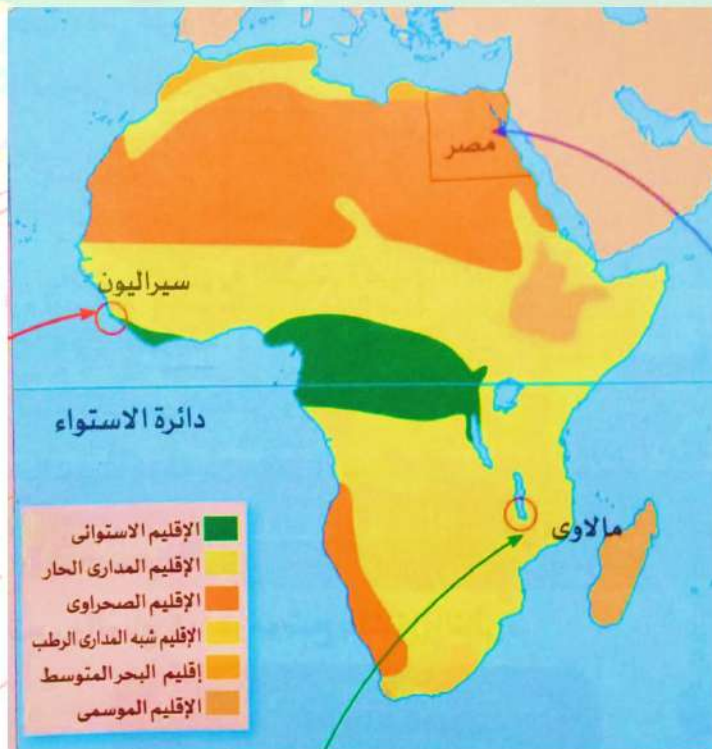 مصر
سيراليون
دائرة الاستواء
مالاوى
الإقليم الاستوائى
الإقليم المدارى الحار
الإقليم الصحراوى
الإقليم شبه المدارى الرطب
إقليم البحر المتوسط
الإقليم الموسمى